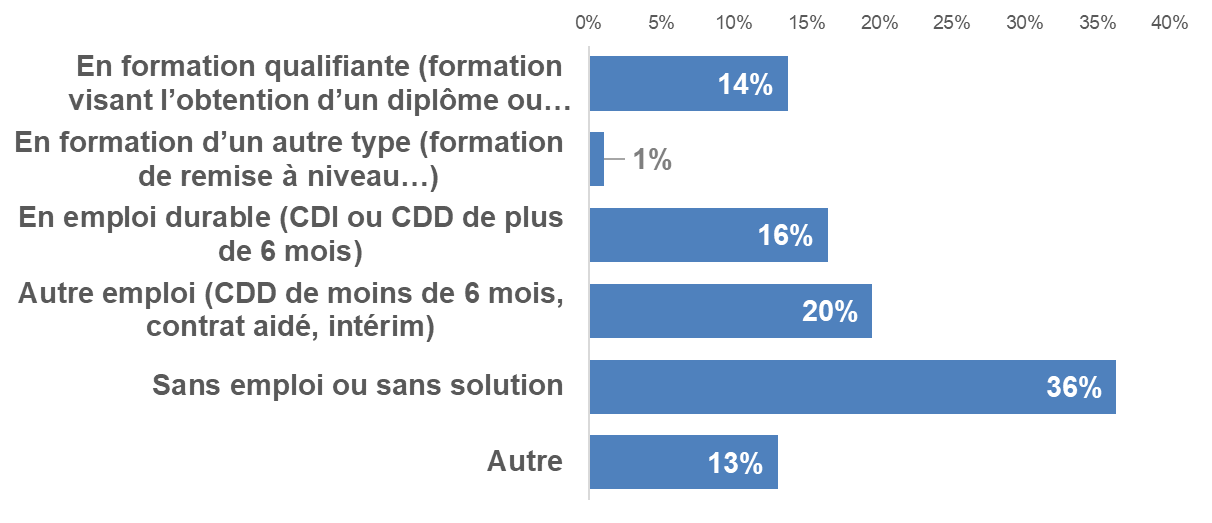 0% 5% 10% 15% 20% 25% 30% 35% 40%
En formation qualifiante (formation
visant l’obtention d’un diplôme ou…
14%
En formation d’un autre type (formation
de remise à niveau…)
1%
En emploi durable (CDI ou CDD de plus
de 6 mois)
16%
Autre emploi (CDD de moins de 6 mois,
contrat aidé, intérim)
20%
Sans emploi ou sans solution
36%
Autre
13%